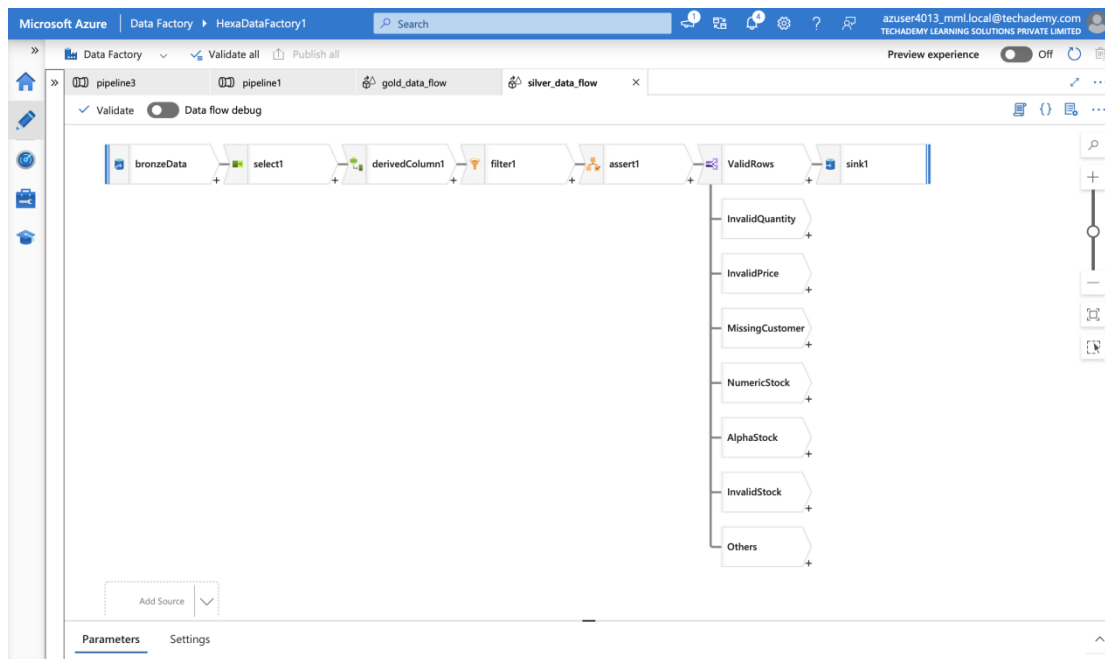 Microsoft Azure Data Factory HexaDataFactory1 Search 1 4 azuser4013_mml.local@techademy.com
TECHADEMY LEARNING SOLUTIONS PRIVATE LIMITED
Data Factory Validate all Publish all Preview experience Off
pipeline3 pipeline1 gold_data_flow silver_data_flow
Validate Data flow debug
bronzeData select1 derivedColumn1 filter1 assert1 ValidRows sink1
InvalidQuantity
InvalidPrice
MissingCustomer
NumericStock
AlphaStock
InvalidStock
Others
Add Source
Parameters Settings